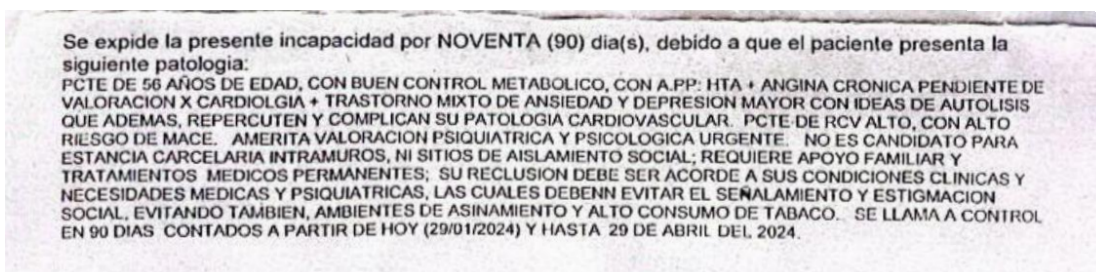 Se expide la presente incapacidad por NOVENTA (90) dia(s), debido a que el paciente presenta la
siguiente patologia:
PCTE DE 56 AÑOS DE EDAD, CON BUEN CONTROL METABOLICO, CON A.PP: HTA + ANGINA CRONICA PENDIENTE DE
VALORACION X CARDIOLGIA + TRASTORNO MIXTO DE ANSIEDAD Y DEPRESION MAYOR CON IDEAS DE AUTOLISIS
QUE ADEMAS, REPERCUTEN Y COMPLICAN SU PATOLOGIA CARDIOVASCULAR. PCTE DE RCV ALTO, CON ALTO
RIESGO DE MACE. AMERITA VALORACION PSIQUIATRICA Y PSICOLOGICA URGENTE. NO ES CANDIDATO PARA
ESTANCIA CARCELARIA INTRAMUROS, NI SITIOS DE AISLAMIENTO SOCIAL; REQUIERE APOYO FAMILIAR Y
TRATAMIENTOS MEDICOS PERMANENTES; SU RECLUSION DEBE SER ACORDE A SUS CONDICIONES CLINICAS Y
NECESIDADES MEDICAS Y PSIQUIATRICAS, LAS CUALES DEBENN EVITAR EL SEÑALAMIENTO Y ESTIGMACION
SOCIAL, EVITANDO TAMBIEN, AMBIENTES DE ASINAMIENTO Y ALTO CONSUMO DE TABACO. SE LLAMA A CONTROL
EN 90 DIAS CONTADOS A PARTIR DE HOY (29/01/2024) Y HASTA 29 DE ABRIL DEL 2024.